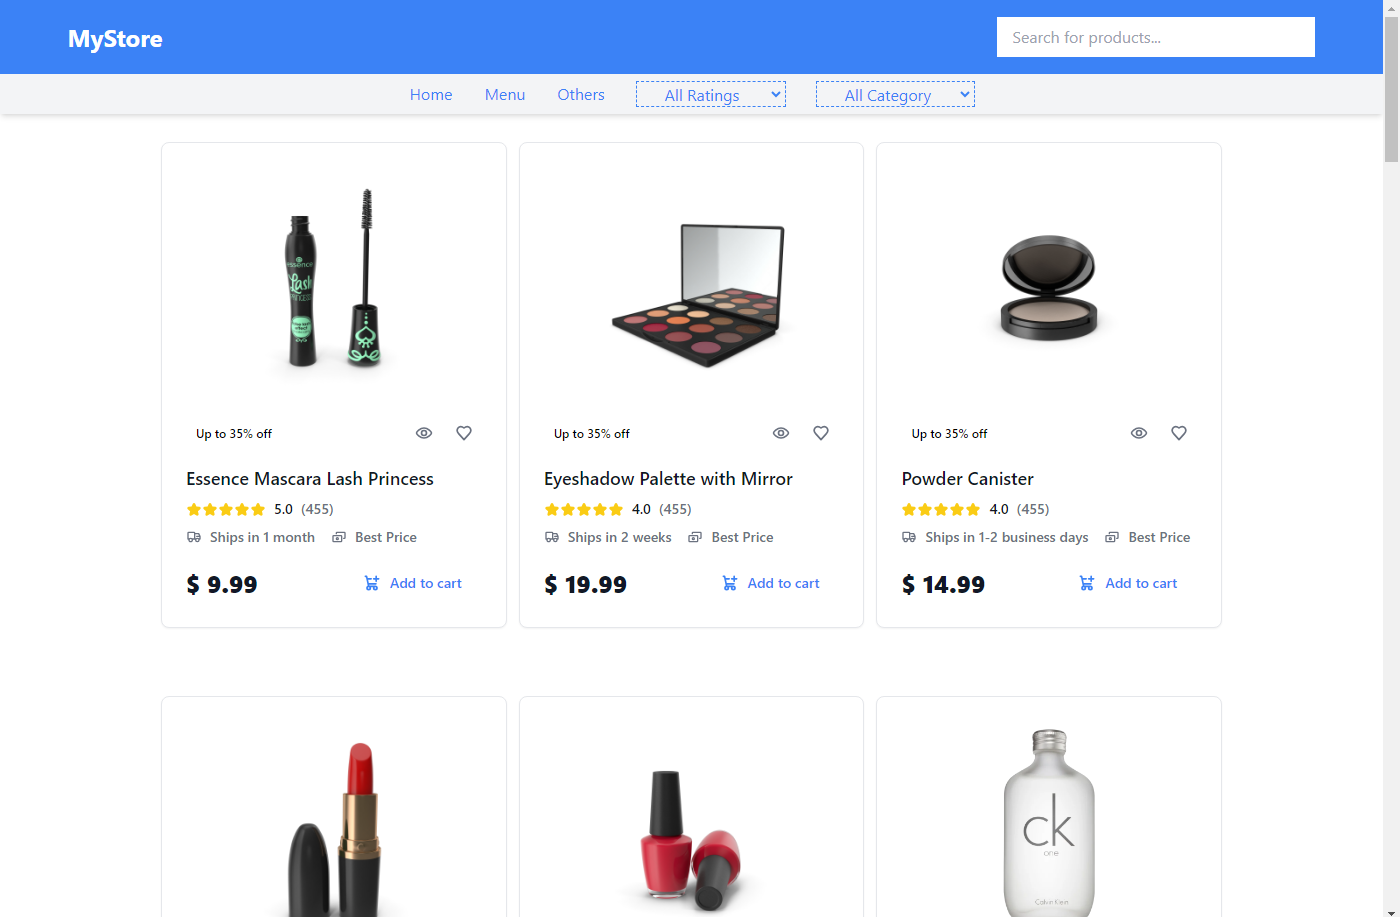 MyStore
Search for products...
Home Menu Others All Ratings All Category
essence
Lash
PRINCESS
Up to 35% off
Essence Mascara Lash Princess
5.0 (455)
Ships in 1 month Best Price
$ 9.99 Add to cart
Up to 35% off
Eyeshadow Palette with Mirror
4.0 (455)
Ships in 2 weeks Best Price
$ 19.99 Add to cart
Up to 35% off
Powder Canister
4.0 (455)
Ships in 1-2 business days Best Price
$ 14.99 Add to cart
ck
one
Calvin Klein